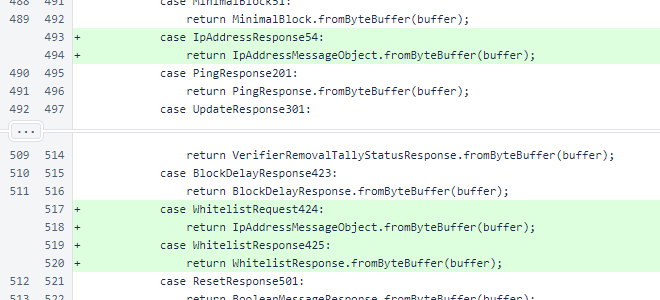 488 491 case MinimalBlock51:
489 492 return MinimalBlock.fromByteBuffer(buffer);
493 + case IpAddressResponse54:
494 + return IpAddressMessageObject.fromByteBuffer(buffer);
490 495 case PingResponse201:
491 496 return PingResponse.fromByteBuffer(buffer);
492 497 case UpdateResponse301:
...
509 514 return VerifierRemovalTallyStatusResponse.fromByteBuffer(buffer);
510 515 case BlockDelayResponse423:
511 516 return BlockDelayResponse.fromByteBuffer(buffer);
517 + case WhitelistRequest424:
518 + return IpAddressMessageObject.fromByteBuffer(buffer);
519 + case WhitelistResponse425:
520 + return WhitelistResponse.fromByteBuffer(buffer);
512 521 case ResetResponse501:
513 522 return BooleanMessageResponse.fromByteBuffer(buffer);